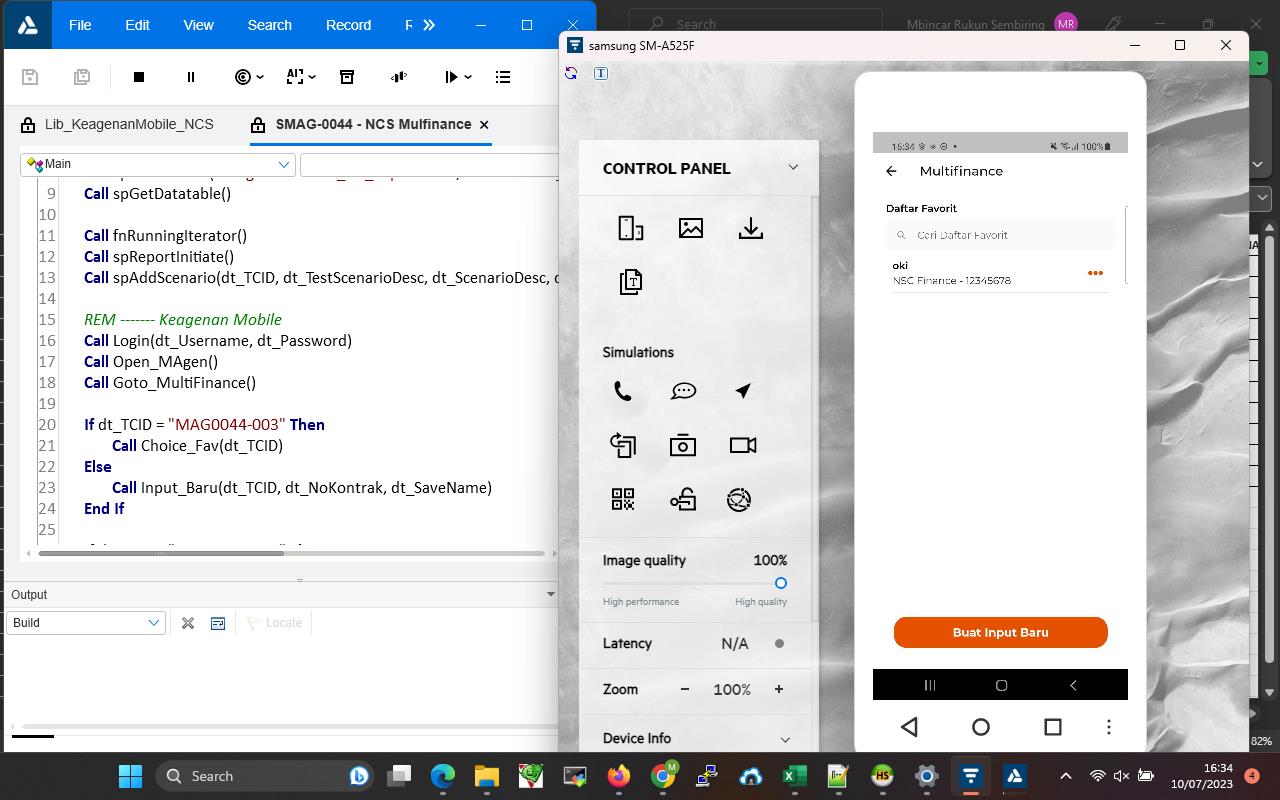 File Edit View Search Record
Search
Mbincar Rukun Sembiring MR
samsung SM-A525F
Lib_KeagenanMobile_NCS
SMAG-0044 - NCS Mulfinance
Main
9 Call spGetDatatable()
10
11 Call fnRunningIterator()
12 Call spReportInitiate()
13 Call spAddScenario(dt_TCID, dt_TestScenarioDesc, dt_ScenarioDesc,
14
15 REM ------- Keagenan Mobile
16 Call Login(dt_Username, dt_Password)
17 Call Open_MAgen()
18 Call Goto_MultiFinance()
19
20 If dt_TCID = "MAG0044-003" Then
21 Call Choice_Fav(dt_TCID)
22 Else
23 Call Input_Baru(dt_TCID, dt_NoKontrak, dt_SaveName)
24 End If
25
Output
Build
Locate
CONTROL PANEL
Simulations
Image quality 100%
High performance High quality
Latency N/A
Zoom - 100% +
Device Info
16:34 100%
Multifinance
Daftar Favorit
Cari Daftar Favorit
oki
NSC Finance - 12345678
Buat Input Baru
82%
Search
16:34
10/07/2023
4